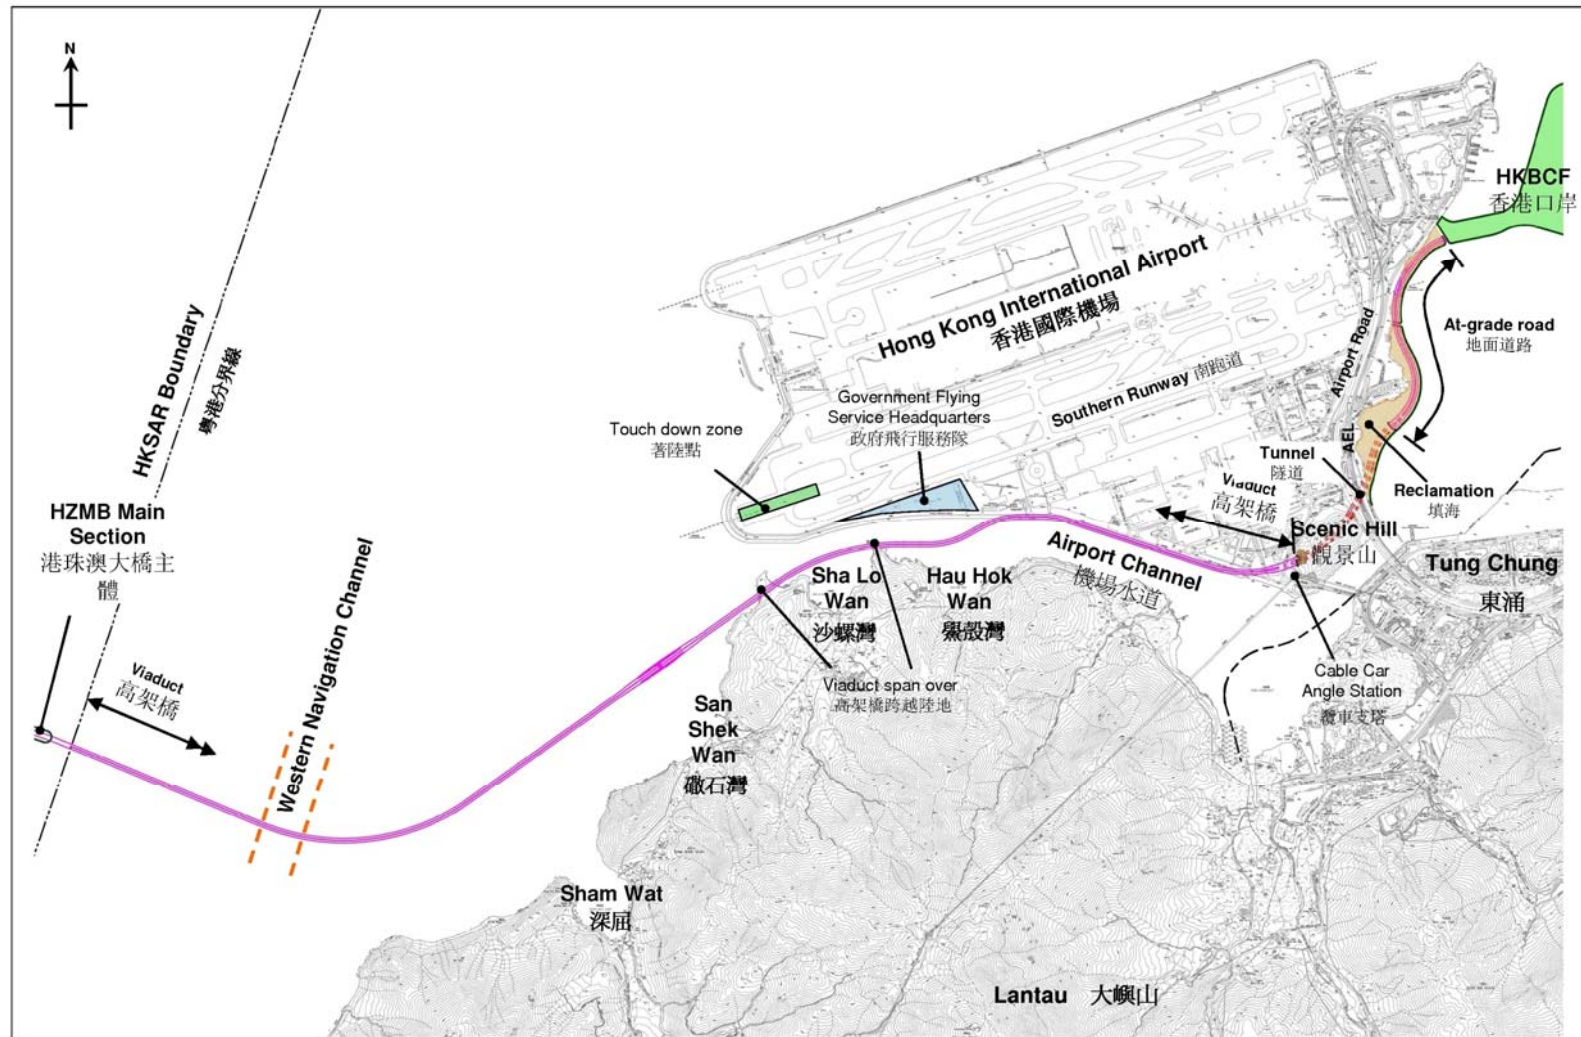 N
HKBCF
香港口岸
Hong Kong International Airport
香港國際機場
At-grade road
地面道路
Airport Road
HKSAR Boundary
粵港分界線
Southern Runway 南跑道
Government Flying
Service Headquarters
政府飛行服務隊
Touch down zone
著陸點
AEL
Tunnel
隧道
Viaduct
高架橋
Reclamation
填海
HZMB Main
Section
港珠澳大橋主
體
Scenic Hill
觀景山
Airport Channel
機場水道
Tung Chung
東涌
Western Navigation Channel
Sha Lo
Wan
沙螺灣
Hau Hok
Wan
鱟殼灣
Viaduct
高架橋
Viaduct span over
高架橋跨越陸地
Cable Car
Angle Station
纜車支塔
San
Shek
Wan
䃟石灣
Sham Wat
深屈
Lantau 大嶼山